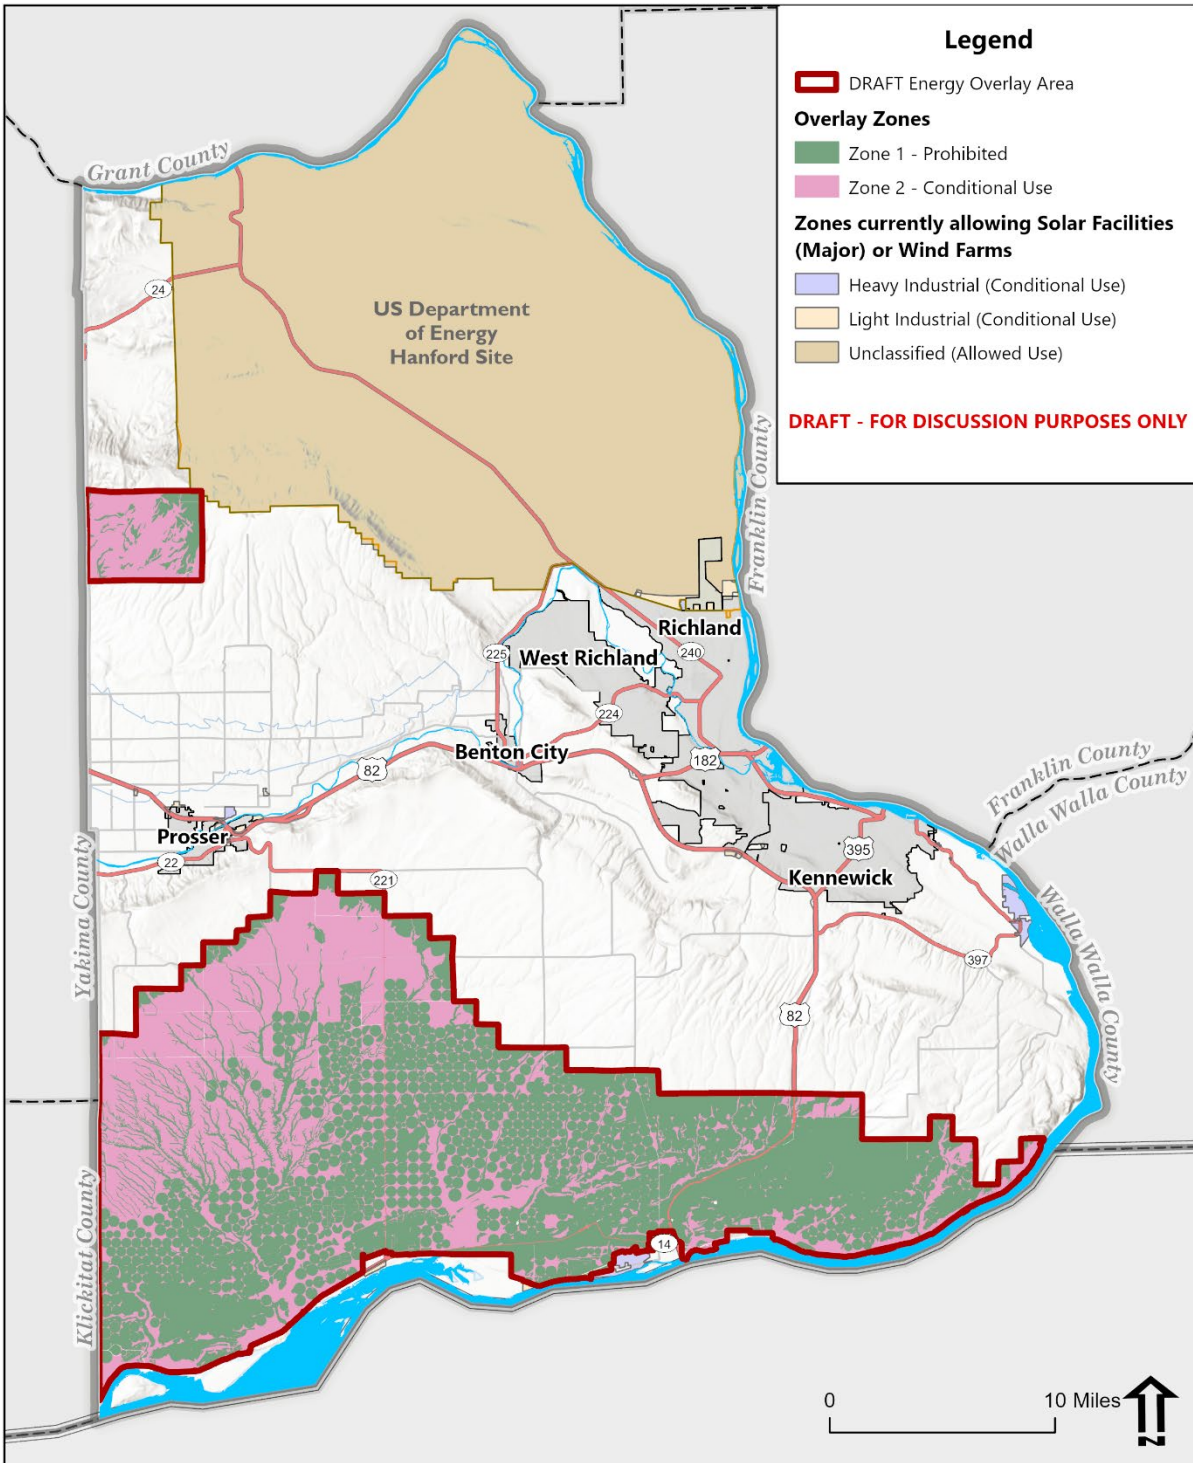 Legend
DRAFT Energy Overlay Area
Overlay Zones
Zone 1 - Prohibited
Zone 2 - Conditional Use
Zones currently allowing Solar Facilities
(Major) or Wind Farms
Heavy Industrial (Conditional Use)
Light Industrial (Conditional Use)
Unclassified (Allowed Use)
DRAFT - FOR DISCUSSION PURPOSES ONLY
Grant County
24
US Department
of Energy
Hanford Site
Franklin County
Richland
225
West Richland
240
224
Benton City
182
82
Franklin County
Walla Walla County
Prosser
22
395
Kennewick
221
Yakima County
Walla Walla County
397
82
Klickitat County
14
0
10 Miles
N